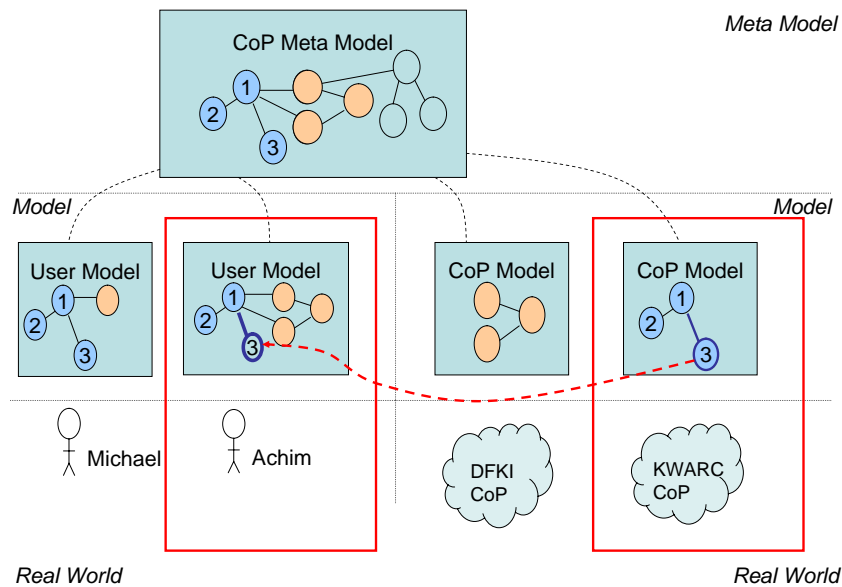 Meta Model
CoP Meta Model
1
2
3
Model
Model
User Model
1
2
3
User Model
1
2
3
CoP Model
CoP Model
1
3
2
Michael
Achim
DFKI
CoP
KWARC
CoP
Real World
Real World